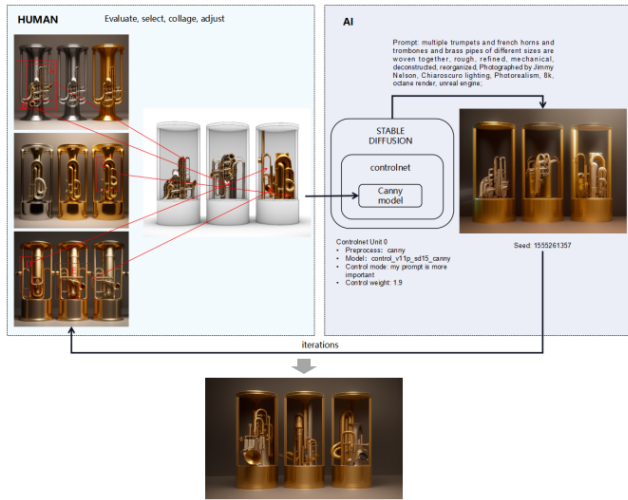 HUMAN
Evaluate, select, collage, adjust
AI
Prompt: multiple trumpets and french horns and
trombones and brass pipes of different sizes are
woven together, rough, refined, mechanical,
deconstructed, reorganized, Photographed by Jimmy
Nelson, Chiaroscuro lighting, Photorealism, 8k,
octane render, unreal engine;
STABLE
DIFFUSION
controlnet
Canny
model
Controlnet Unit 0
• Preprocess: canny
• Model: control_v11p_sd15_canny
• Control mode: my prompt is more
important
• Control weight: 1.9
Seed: 1555261357
iterations